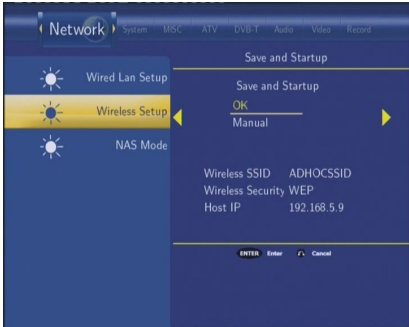 Network System MISC ATV DVB-T Audio Video Record
Save and Startup
Wired Lan Setup
Wireless Setup
NAS Mode
Save and Startup
OK
Manual
Wireless SSID ADHOCSSID
Wireless Security WEP
Host IP 192.168.5.9
ENTER Enter Cancel